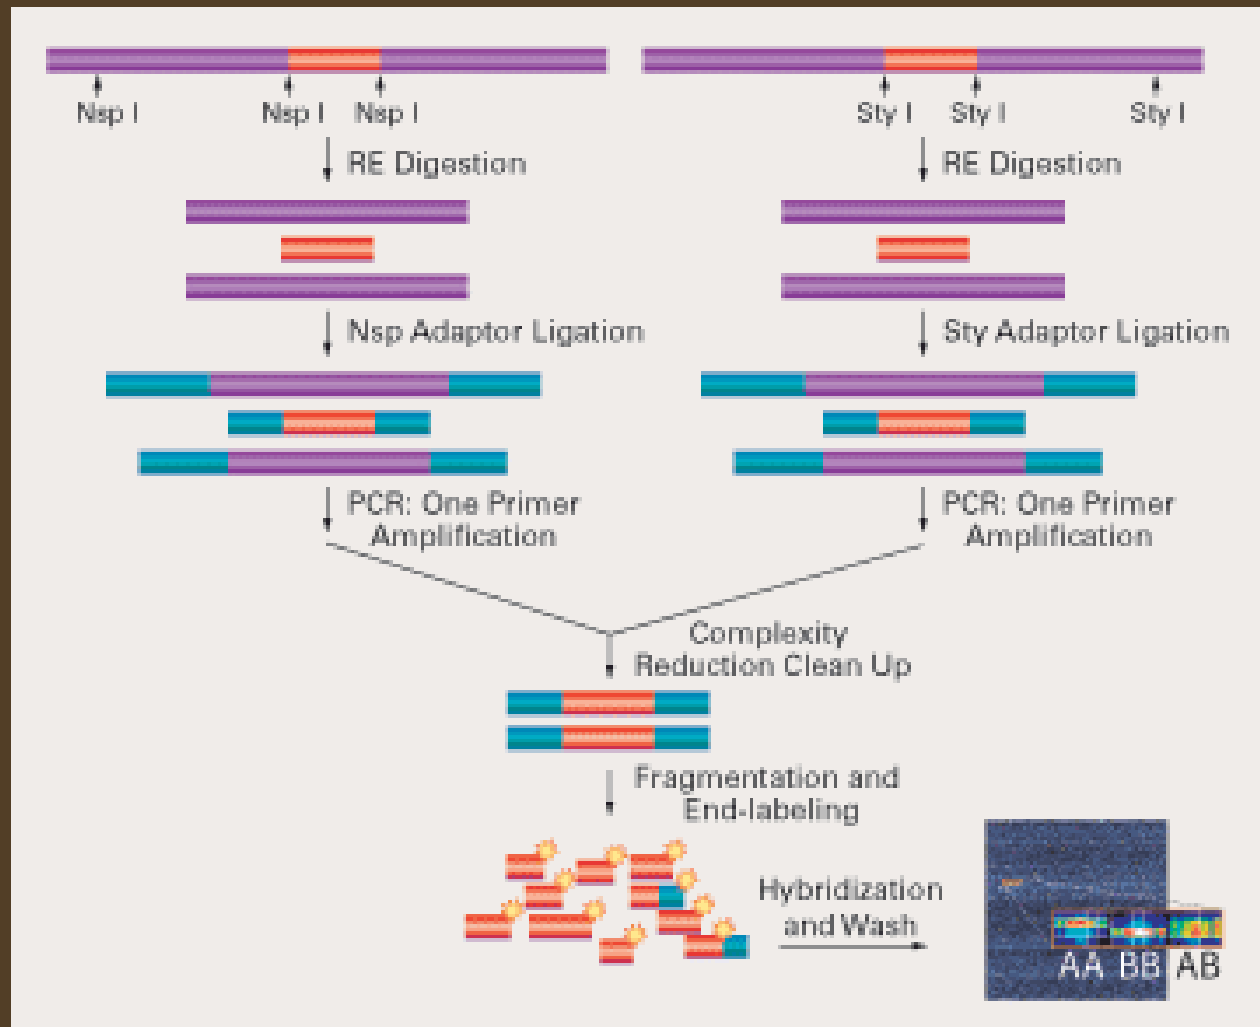 Nsp I Nsp I Nsp I Sty I Sty I Sty I
RE Digestion RE Digestion
Nsp Adaptor Ligation Sty Adaptor Ligation
PCR: One Primer PCR: One Primer
Amplification Amplification
Complexity
Reduction Clean Up
Fragmentation and
End-labeling
Hybridization
and Wash
AA BB AB